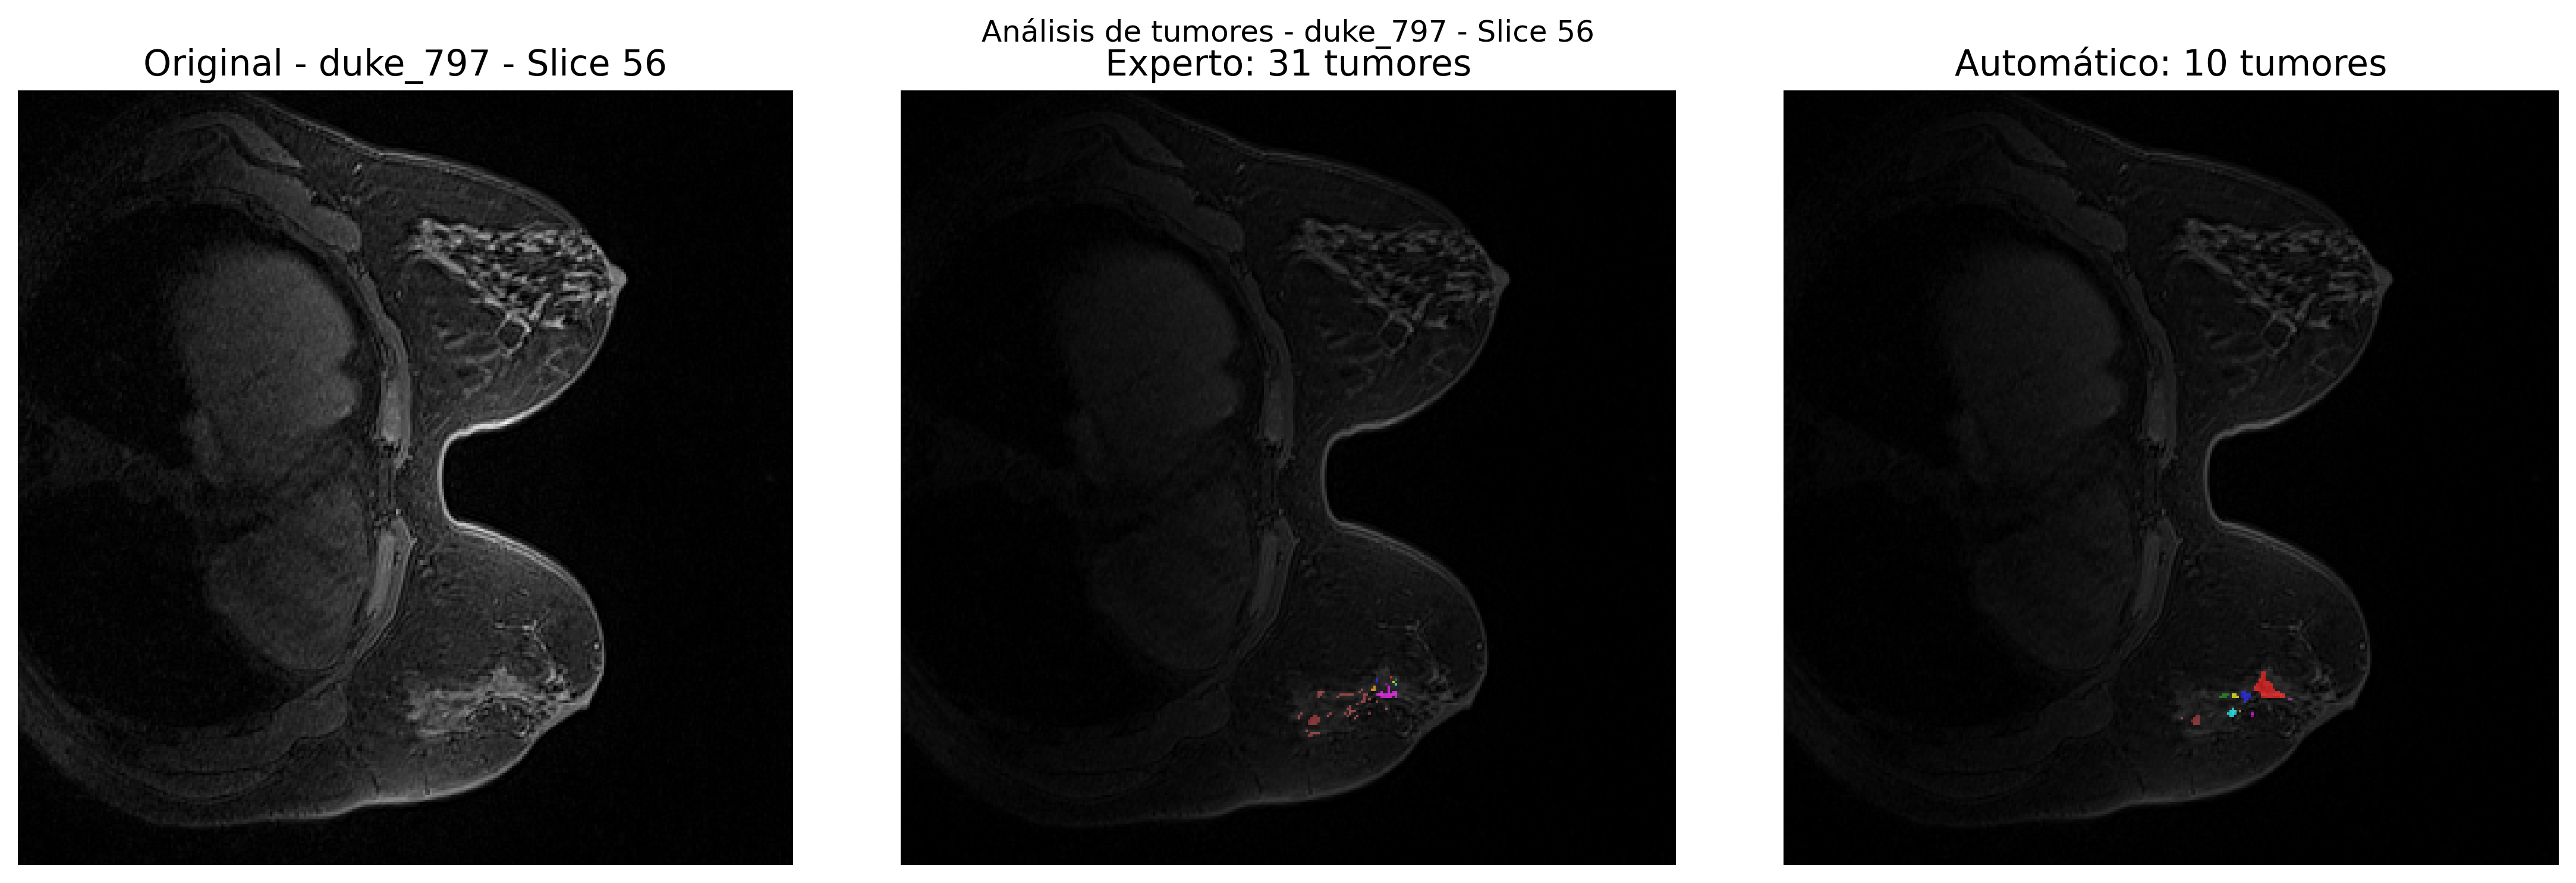 Análisis de tumores - duke_797 - Slice 56
Original - duke_797 - Slice 56
Experto: 31 tumores
Automático: 10 tumores